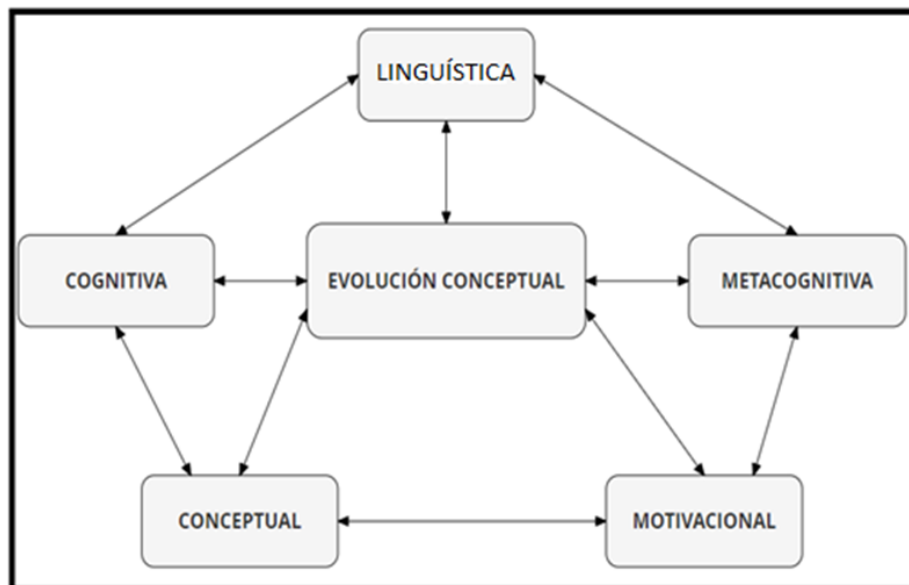 LINGUÍSTICA
COGNITIVA
EVOLUCIÓN CONCEPTUAL
METACOGNITIVA
CONCEPTUAL
MOTIVACIONAL